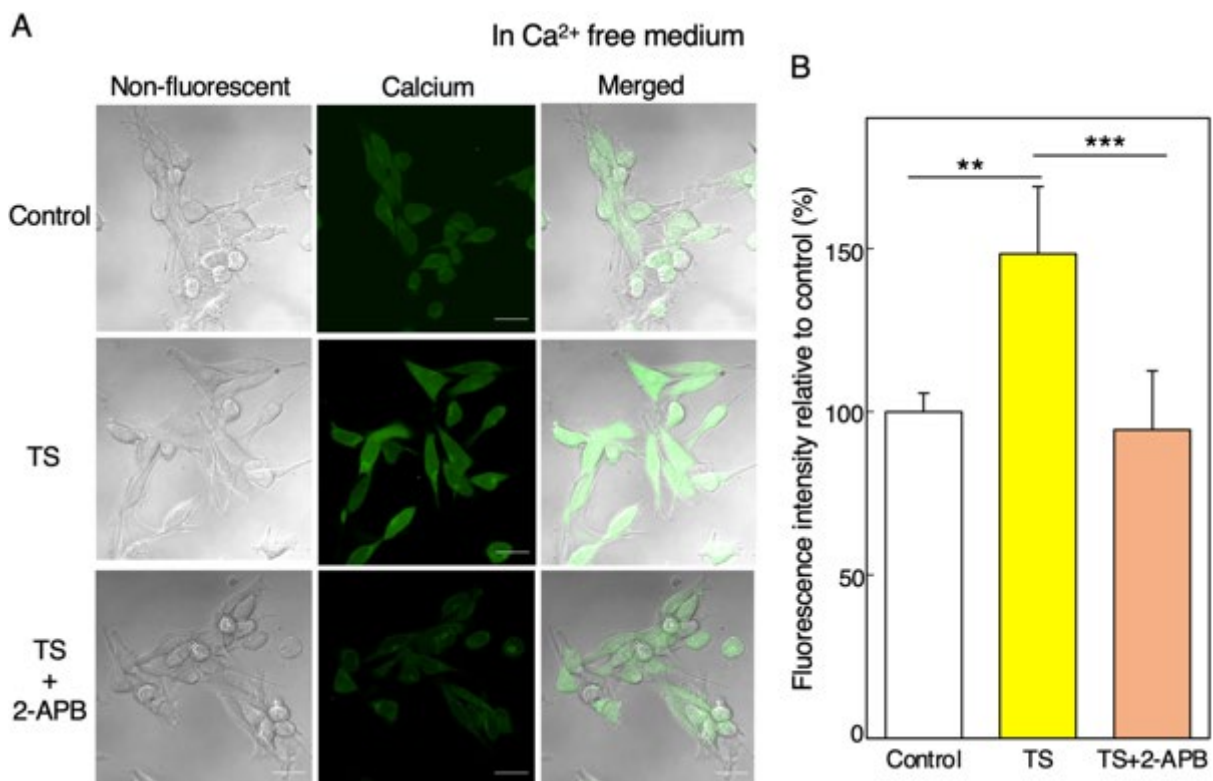 A
In Ca²⁺ free medium
Non-fluorescent
Calcium
Merged
Control
TS
TS
+
2-APB
B
Fluorescence intensity relative to control (%)
**
***
150
100
50
0
Control
TS
TS+2-APB